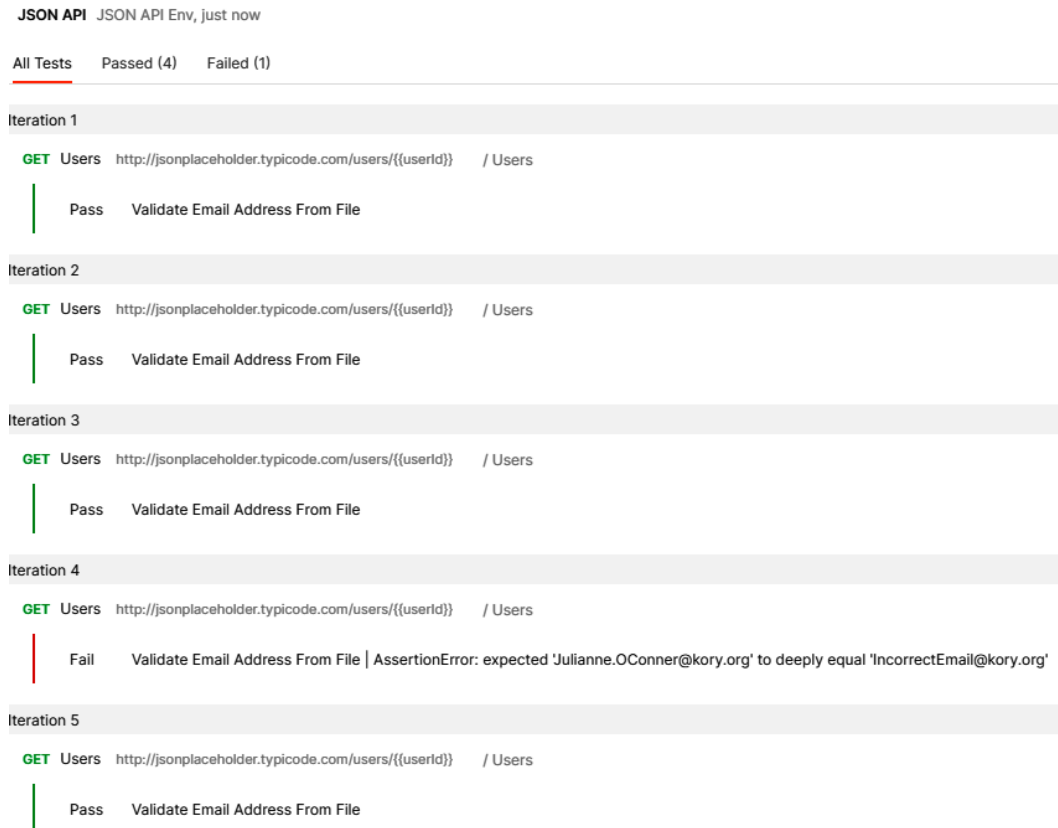 JSON API JSON API Env, just now
All Tests Passed (4) Failed (1)
Iteration 1
GET Users http://jsonplaceholder.typicode.com/users/{{userId}} / Users
Pass Validate Email Address From File
Iteration 2
GET Users http://jsonplaceholder.typicode.com/users/{{userId}} / Users
Pass Validate Email Address From File
Iteration 3
GET Users http://jsonplaceholder.typicode.com/users/{{userId}} / Users
Pass Validate Email Address From File
Iteration 4
GET Users http://jsonplaceholder.typicode.com/users/{{userId}} / Users
Fail Validate Email Address From File | AssertionError: expected 'Julianne.OConner@kory.org' to deeply equal 'IncorrectEmail@kory.org'
Iteration 5
GET Users http://jsonplaceholder.typicode.com/users/{{userId}} / Users
Pass Validate Email Address From File